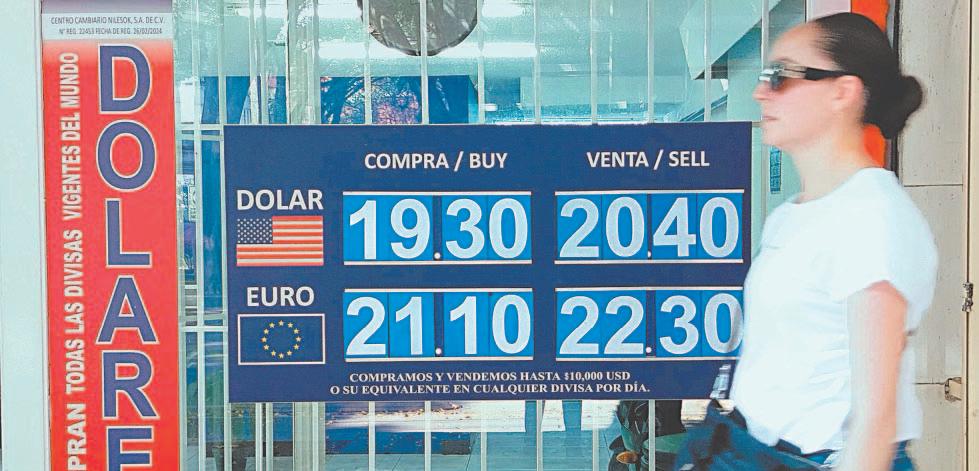 CENTRO CAMBIARIO NILESOK, S.A. DE C.V.
N° REG. 22453 FECHA DE REG. 26/02/2024
PRAN TODAS LAS DIVISAS VIGENTES DEL MUNDO
DOLARE
COMPRA / BUY VENTA / SELL
DOLAR 19.30 20.40
EURO 21.10 22.30
COMPRAMOS Y VENDEMOS HASTA $10,000 USD
O SU EQUIVALENTE EN CUALQUIER DIVISA POR DÍA.